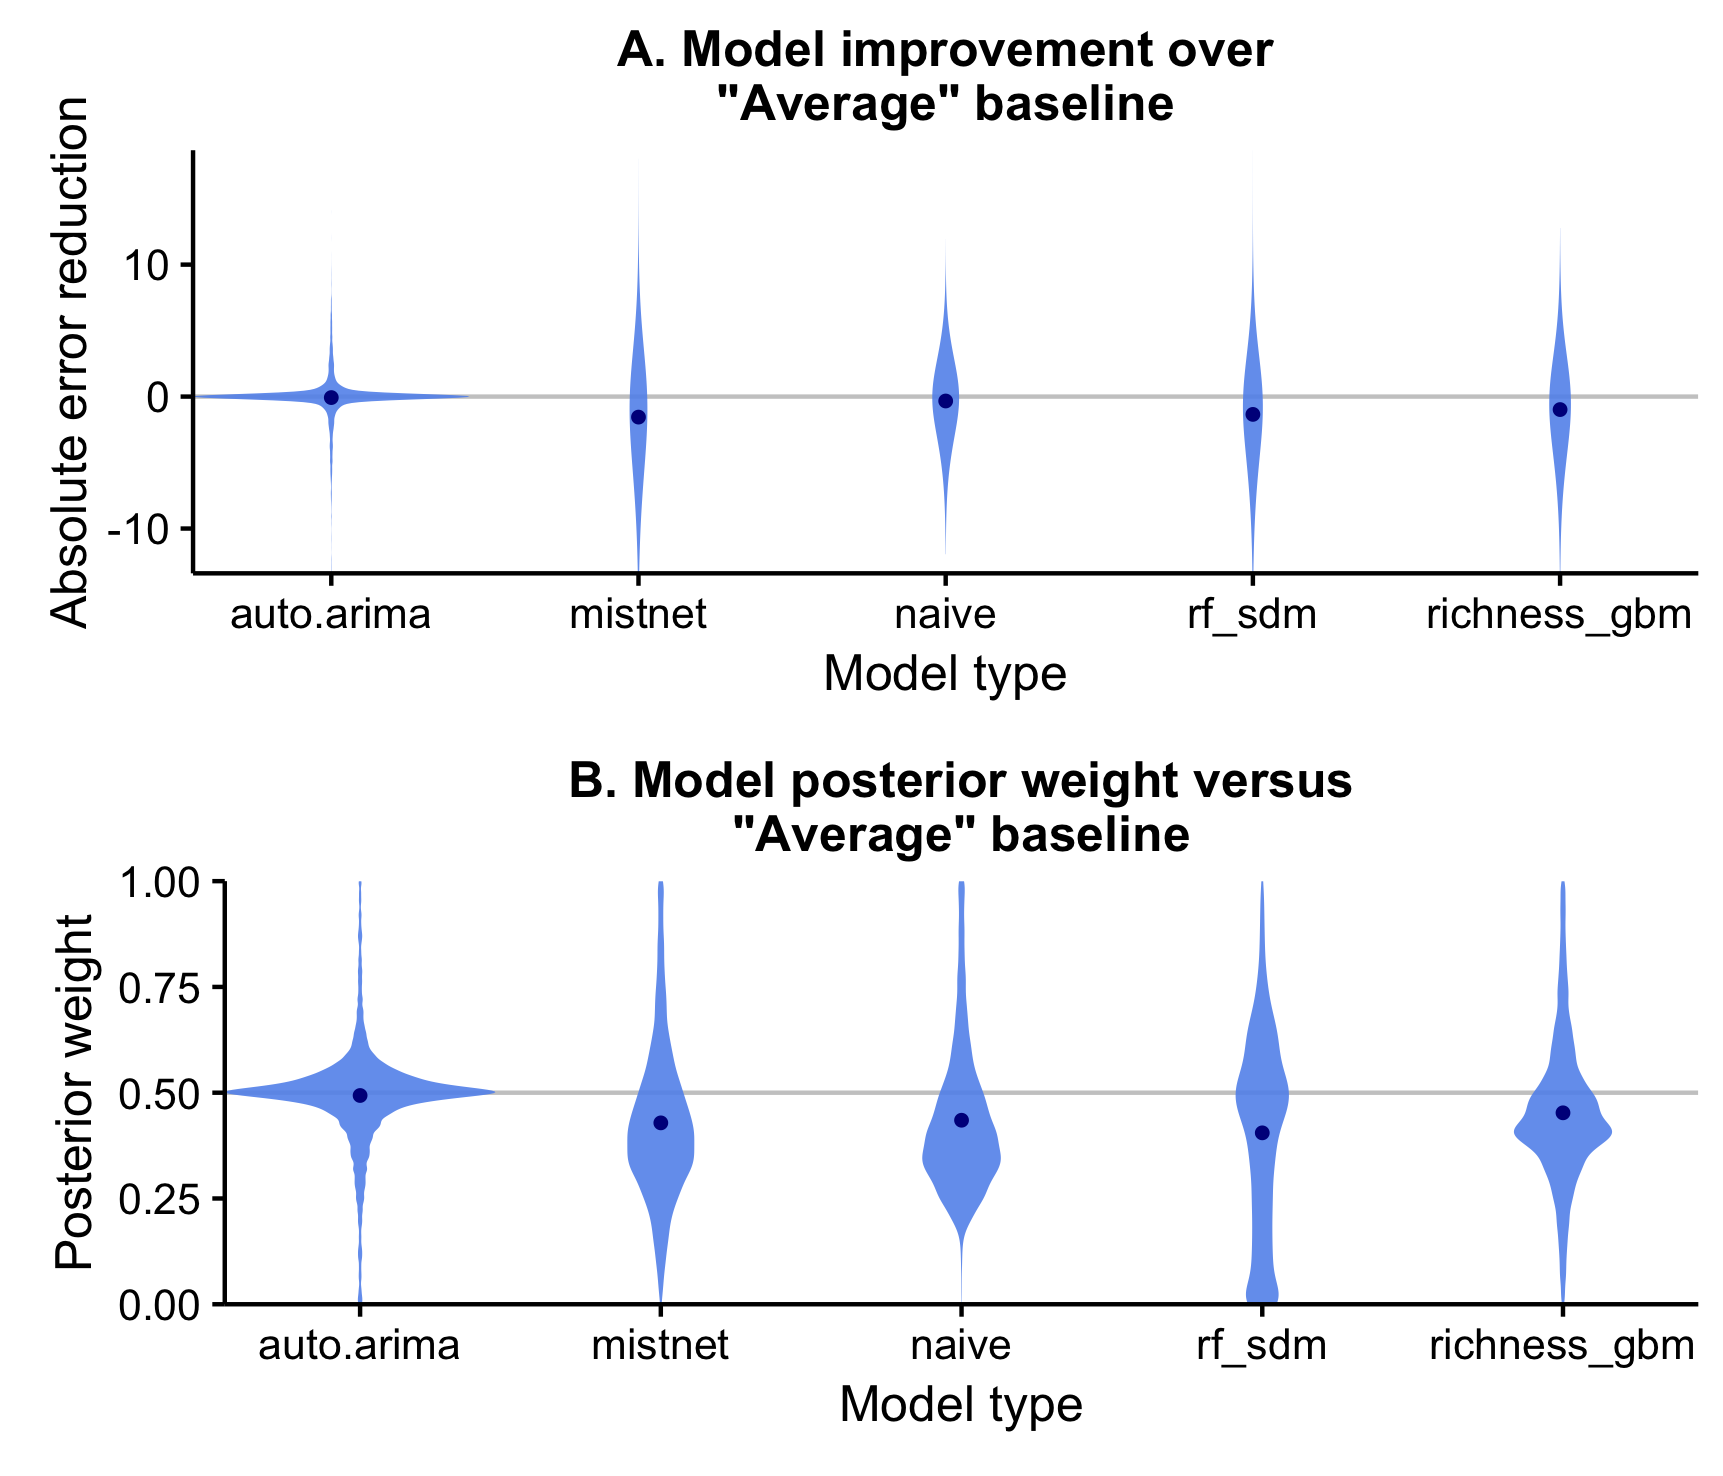 A. Model improvement over
"Average" baseline
Absolute error reduction
10
0
-10
auto.arima mistnet naive rf_sdm richness_gbm
Model type
B. Model posterior weight versus
"Average" baseline
Posterior weight
1.00
0.75
0.50
0.25
0.00
auto.arima mistnet naive rf_sdm richness_gbm
Model type